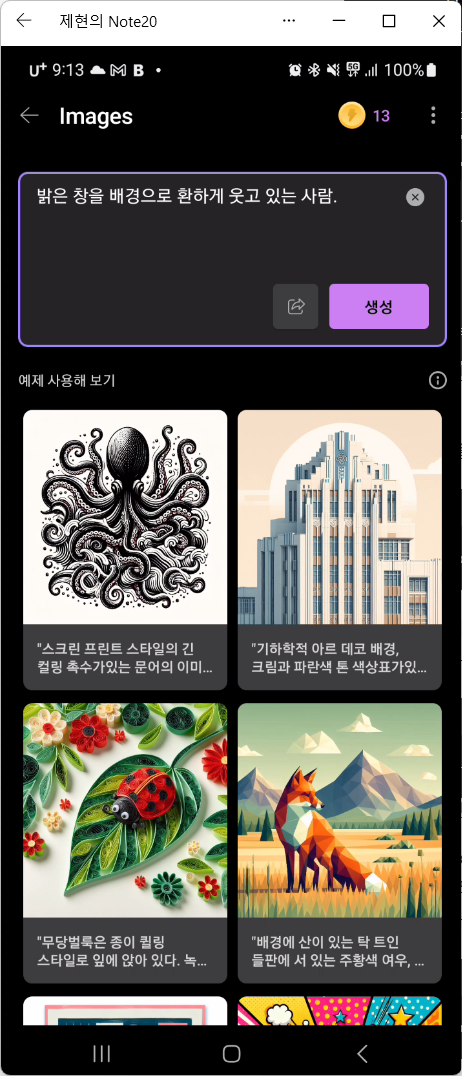 제현의 Note20
U+ 9:13 M B 5G 100%
Images
13
밝은 창을 배경으로 환하게 웃고 있는 사람.
생성
예제 사용해 보기
"스크린 프린트 스타일의 긴
컬링 촉수가있는 문어의 이미...
"기하학적 아르 데코 배경,
크림과 파란색 톤 색상표가있...
"무당벌룩은 종이 퀼링
스타일로 잎에 앉아 있다. 녹...
"배경에 산이 있는 탁 트인
들판에 서 있는 주황색 여우, ...